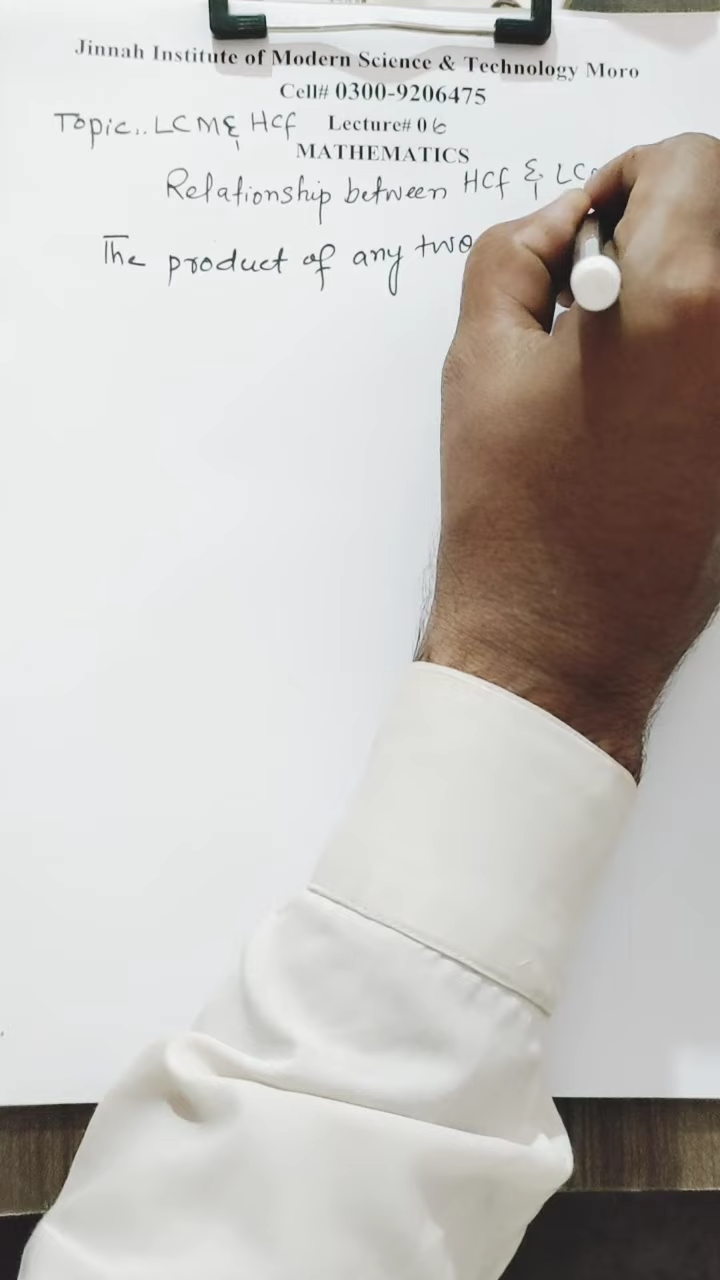 Jinnah Institute of Modern Science & Technology Moro
Cell# 0300-9206475
Topic.. LCM & HCf Lecture# 06
MATHEMATICS
Relationship between HCf &
The product of any two